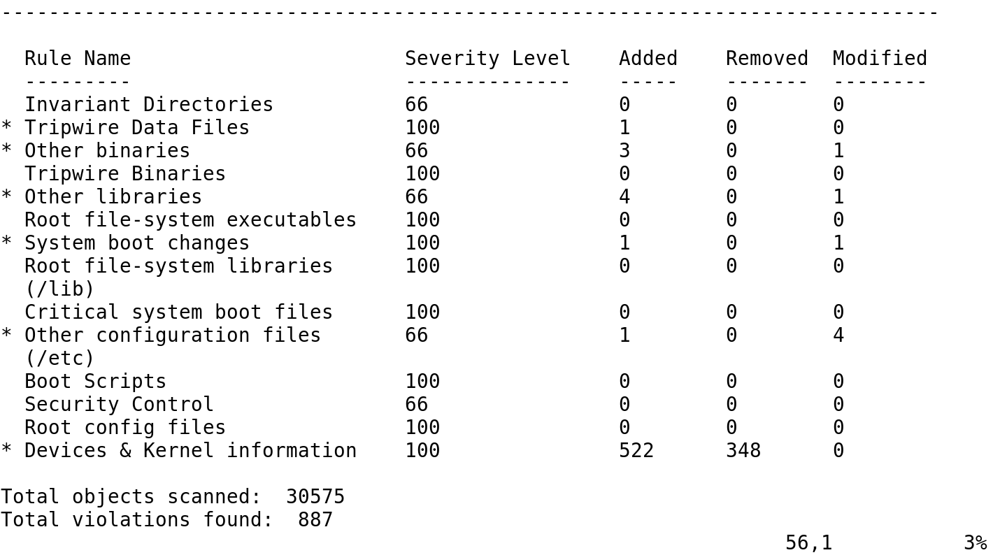 -------------------------------------------------------------------------------

  Rule Name                       Severity Level    Added    Removed  Modified
  ---------                       --------------    -----    -------  --------
  Invariant Directories           66                0        0        0
* Tripwire Data Files             100               1        0        0
* Other binaries                  66                3        0        1
  Tripwire Binaries               100               0        0        0
* Other libraries                 66                4        0        1
  Root file-system executables    100               0        0        0
* System boot changes             100               1        0        1
  Root file-system libraries      100               0        0        0
  (/lib)
  Critical system boot files      100               0        0        0
* Other configuration files       66                1        0        4
  (/etc)
  Boot Scripts                    100               0        0        0
  Security Control                66                0        0        0
  Root config files               100               0        0        0
* Devices & Kernel information    100               522      348      0

Total objects scanned:  30575
Total violations found:  887
                                                                  56,1           3%